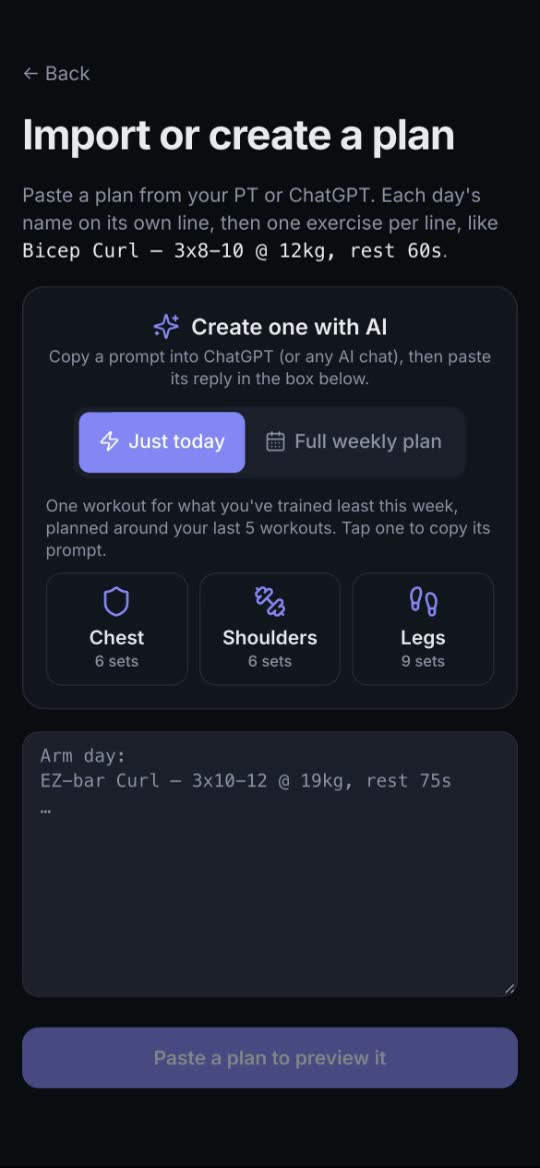 ← Back
Import or create a plan
Paste a plan from your PT or ChatGPT. Each day's
name on its own line, then one exercise per line, like
Bicep Curl — 3x8–10 @ 12kg, rest 60s.
Create one with AI
Copy a prompt into ChatGPT (or any AI chat), then paste
its reply in the box below.
Just today
Full weekly plan
One workout for what you've trained least this week,
planned around your last 5 workouts. Tap one to copy its
prompt.
Chest
6 sets
Shoulders
6 sets
Legs
9 sets
Arm day:
EZ-bar Curl — 3x10–12 @ 19kg, rest 75s
…
Paste a plan to preview it